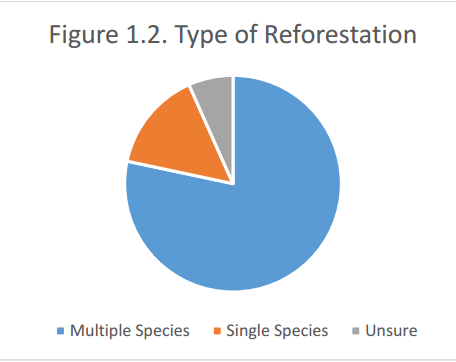 Figure 1.2. Type of Reforestation
Multiple Species Single Species Unsure